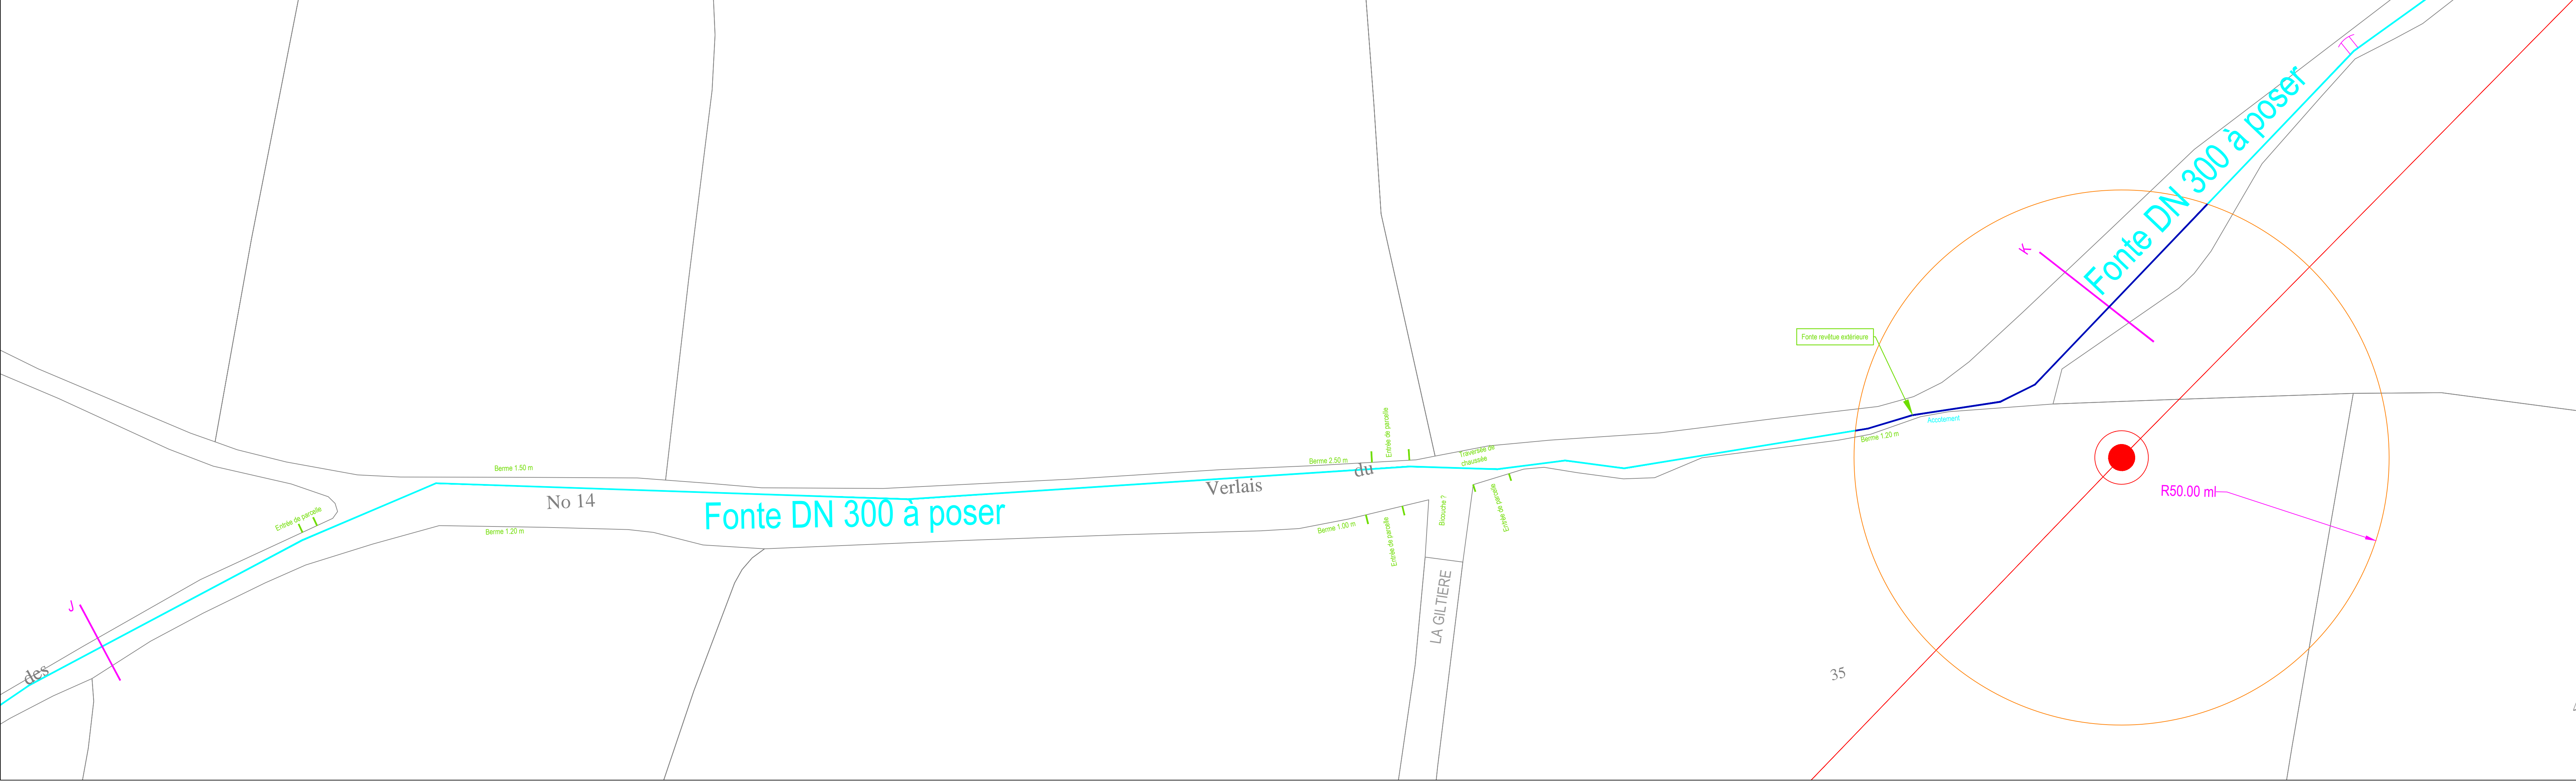 Fonte DN 300 à poser
K
Fonte revêtue extérieure
Accotement
Berme 1.20 m
R50.00 ml
Berme 1.50 m
No 14
Berme 1.20 m
Entrée de parcelle
Fonte DN 300 à poser
Verlais
du
Berme 2.50 m
Entrée de parcelle
Traversée de
chaussée
Berme 1.00 m
Entrée de parcelle
Bicouche ?
Entrée de parcelle
LA GILTIERE
J
des
35